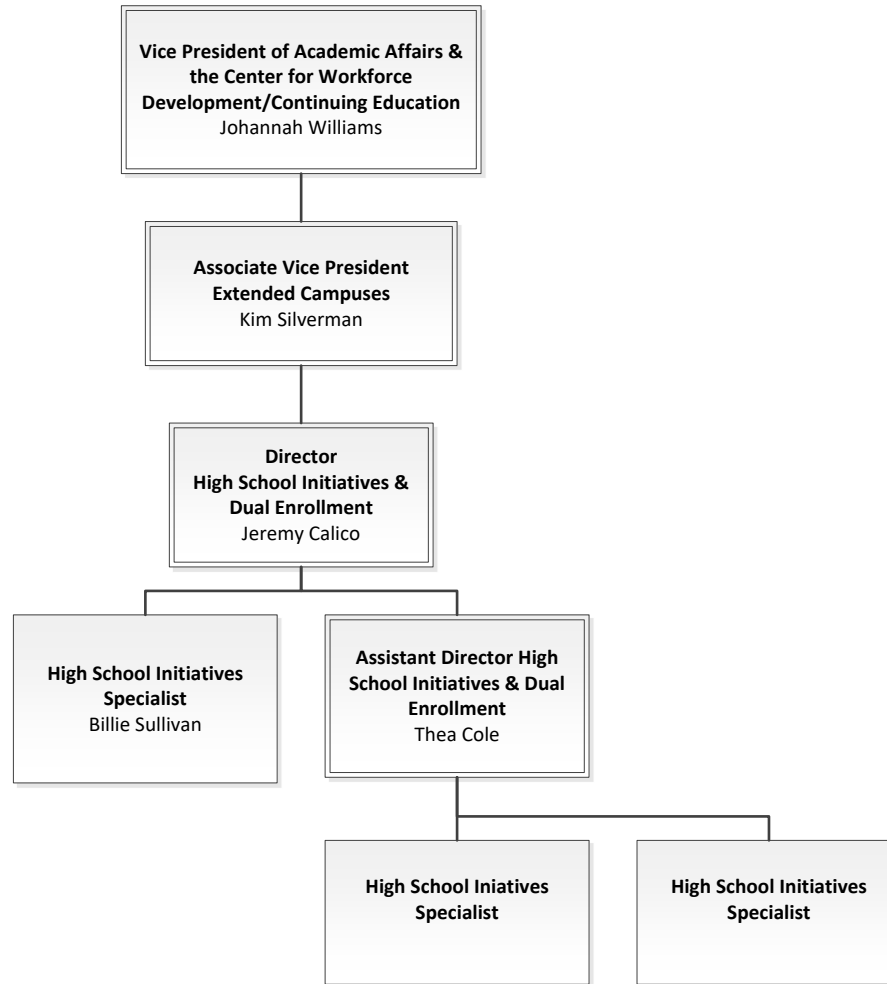 Vice President of Academic Affairs &
the Center for Workforce
Development/Continuing Education
Johannah Williams
Associate Vice President
Extended Campuses
Kim Silverman
Director
High School Initiatives &
Dual Enrollment
Jeremy Calico
High School Initiatives
Specialist
Billie Sullivan
Assistant Director High
School Initiatives & Dual
Enrollment
Thea Cole
High School Iniatives
Specialist
High School Initiatives
Specialist